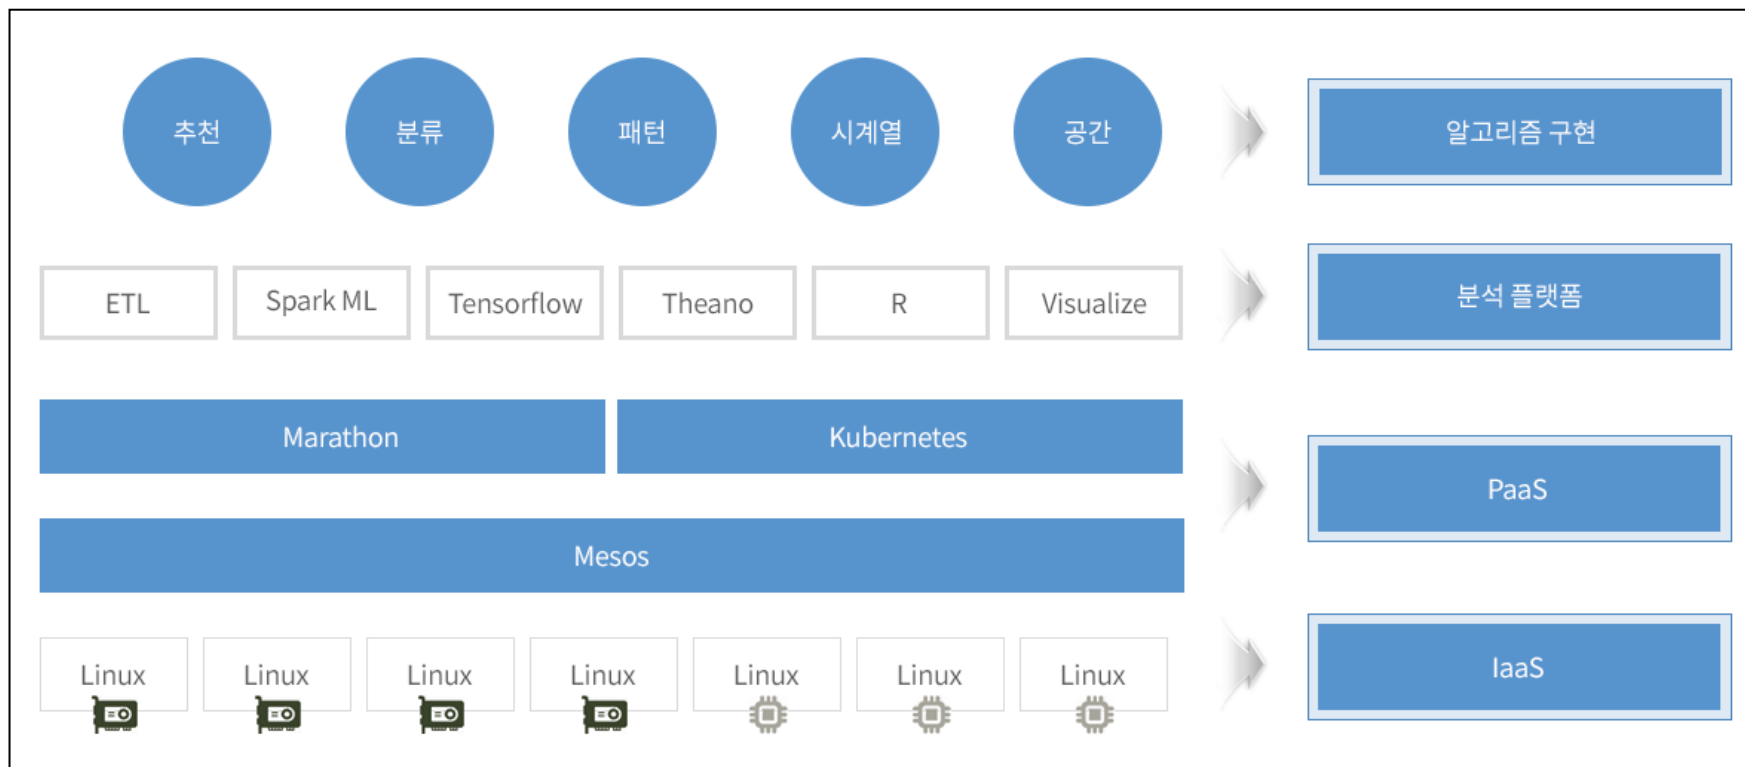 추천
분류
패턴
시계열
공간
알고리즘 구현
ETL
Spark ML
Tensorflow
Theano
R
Visualize
분석 플랫폼
Marathon
Kubernetes
PaaS
Mesos
Linux
Linux
Linux
Linux
Linux
Linux
Linux
IaaS